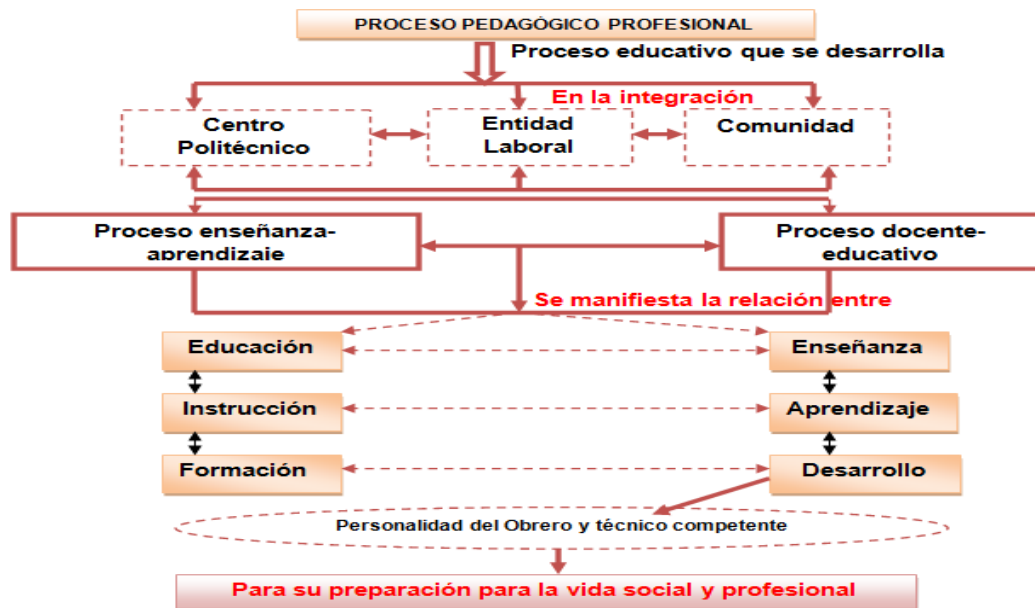 PROCESO PEDAGÓGICO PROFESIONAL
Proceso educativo que se desarrolla
En la integración
Centro
Politécnico
Entidad
Laboral
Comunidad
Proceso enseñanza-
aprendizaje
Proceso docente-
educativo
Se manifiesta la relación entre
Educación
Enseñanza
Instrucción
Aprendizaje
Formación
Desarrollo
Personalidad del Obrero y técnico competente
Para su preparación para la vida social y profesional